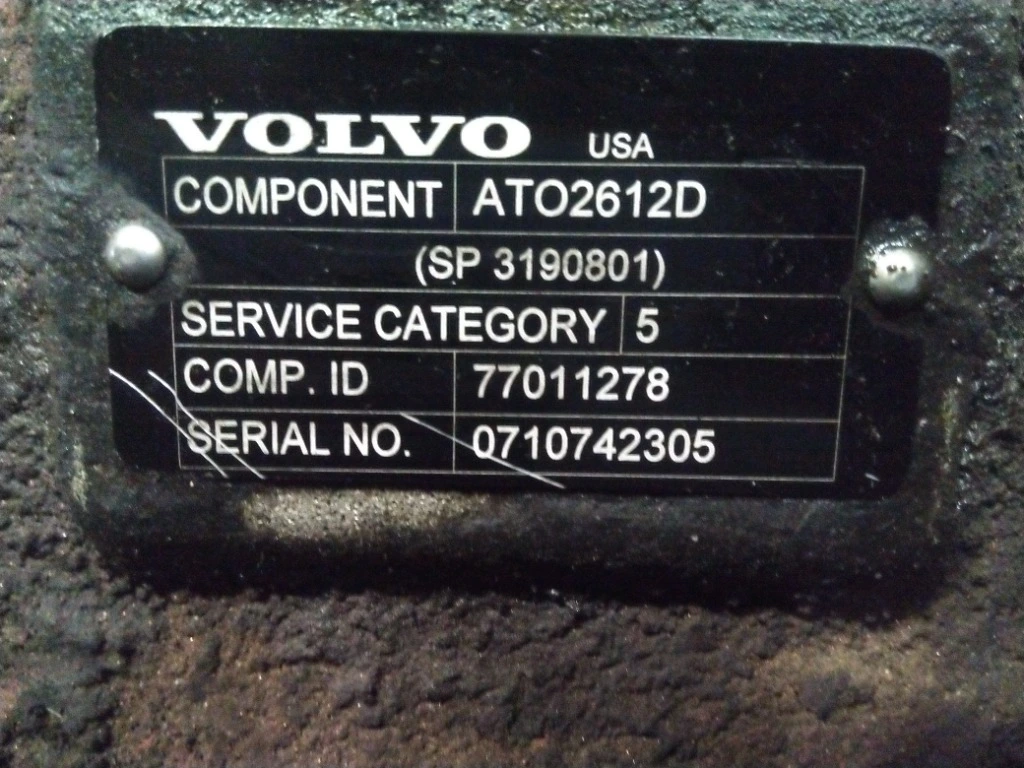 VOLVO USA
COMPONENT ATO2612D
(SP 3190801)
SERVICE CATEGORY 5
COMP. ID 77011278
SERIAL NO. 0710742305